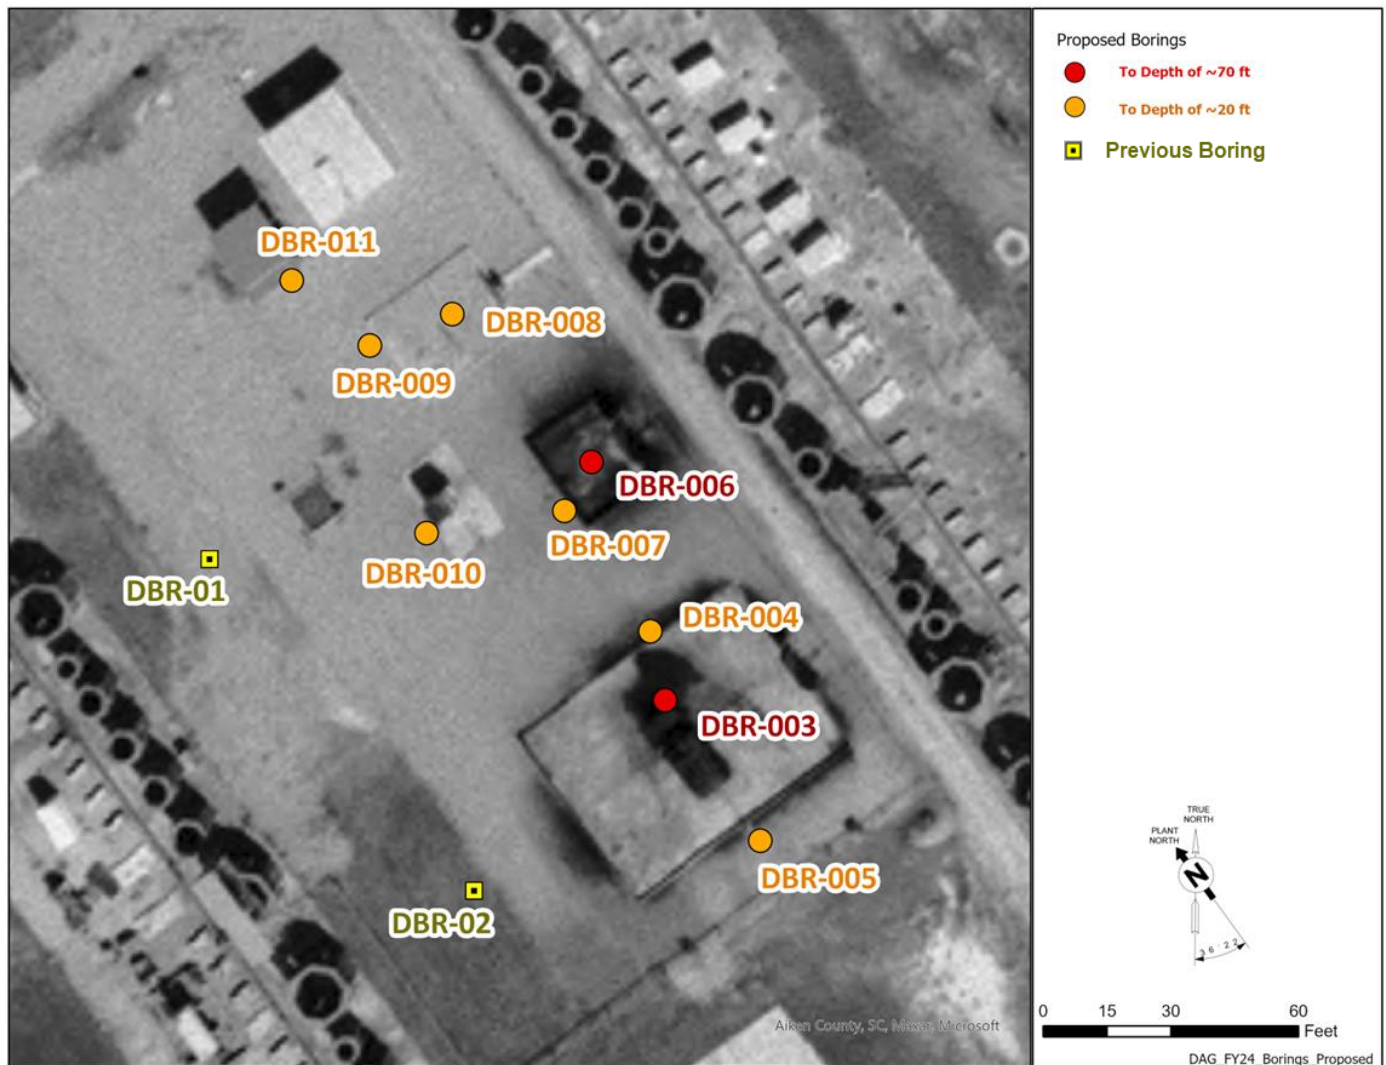 Proposed Borings
To Depth of ~70 ft
To Depth of ~20 ft
Previous Boring
DBR-011
DBR-008
DBR-009
DBR-006
DBR-007
DBR-010
DBR-01
DBR-004
DBR-003
DBR-005
DBR-02
TRUE
NORTH
PLANT
NORTH
N
36°22'
0 15 30 60
Feet
Aiken County, SC, Maxar, Microsoft
DAG_FY24_Borings_Proposed